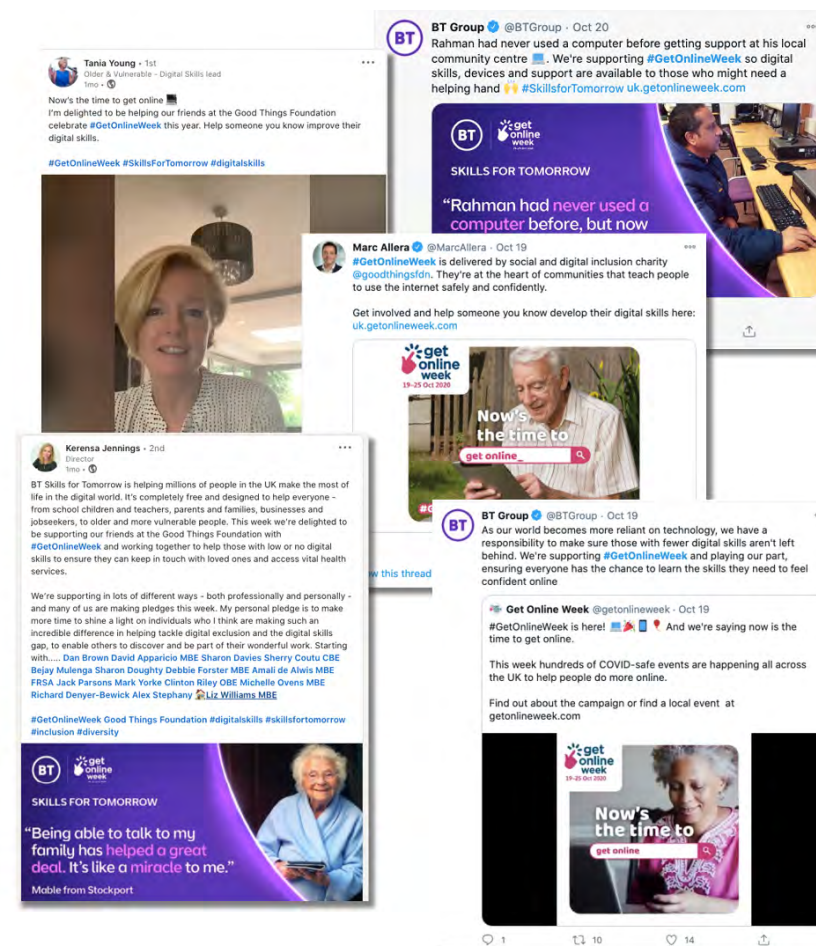 Tania Young • 1st
Older & Vulnerable - Digital Skills lead
1mo •
Now's the time to get online
I'm delighted to be helping our friends at the Good Things Foundation
celebrate #GetOnlineWeek this year. Help someone you know improve their
digital skills.
#GetOnlineWeek #SkillsForTomorrow #digitalskills
BT
BT Group @BTGroup · Oct 20
Rahman had never used a computer before getting support at his local
community centre 💻. We're supporting #GetOnlineWeek so digital
skills, devices and support are available to those who might need a
helping hand 🙌 #SkillsforTomorrow uk.getonlineweek.com
BT
get
online
week
SKILLS FOR TOMORROW
“Rahman had never used a
computer before, but now
Marc Allera @MarcAllera · Oct 19
#GetOnlineWeek is delivered by social and digital inclusion charity
@goodthingsfdn. They're at the heart of communities that teach people
to use the internet safely and confidently.
Get involved and help someone you know develop their digital skills here:
uk.getonlineweek.com
get
online
week
19-25 Oct 2020
Now's
the time to
get online_
#G
w this thread
Kerensa Jennings • 2nd
Director
1mo •
BT Skills for Tomorrow is helping millions of people in the UK make the most of
life in the digital world. It's completely free and designed to help everyone -
from school children and teachers, parents and families, businesses and
jobseekers, to older and more vulnerable people. This week we're delighted to
be supporting our friends at the Good Things Foundation with
#GetOnlineWeek and working together to help those with low or no digital
skills to ensure they can keep in touch with loved ones and access vital health
services.
We're supporting in lots of different ways - both professionally and personally -
and many of us are making pledges this week. My personal pledge is to make
more time to shine a light on individuals who I think are making such an
incredible difference in helping tackle digital exclusion and the digital skills
gap, to enable others to discover and be part of their wonderful work. Starting
with..... Dan Brown David Apparicio MBE Sharon Davies Sherry Coutu CBE
Bejay Mulenga Sharon Doughty Debbie Forster MBE Amali de Alwis MBE
FRSA Jack Parsons Mark Yorke Clinton Riley OBE Michelle Ovens MBE
Richard Denyer-Bewick Alex Stephany 🏠Liz Williams MBE
#GetOnlineWeek Good Things Foundation #digitalskills #skillsfortomorrow
#inclusion #diversity
BT
get
online
week
SKILLS FOR TOMORROW
“Being able to talk to my
family has helped a great
deal. It's like a miracle to me.”
Mable from Stockport
BT
BT Group @BTGroup · Oct 19
As our world becomes more reliant on technology, we have a
responsibility to make sure those with fewer digital skills aren't left
behind. We're supporting #GetOnlineWeek and playing our part,
ensuring everyone has the chance to learn the skills they need to feel
confident online
Get Online Week @getonlineweek · Oct 19
#GetOnlineWeek is here! 💻🎉📱🎈 And we're saying now is the
time to get online.
This week hundreds of COVID-safe events are happening all across
the UK to help people do more online.
Find out about the campaign or find a local event at
getonlineweek.com
get
online
week
19-25 Oct 2020
Now's
the time to
get online
1
10
14